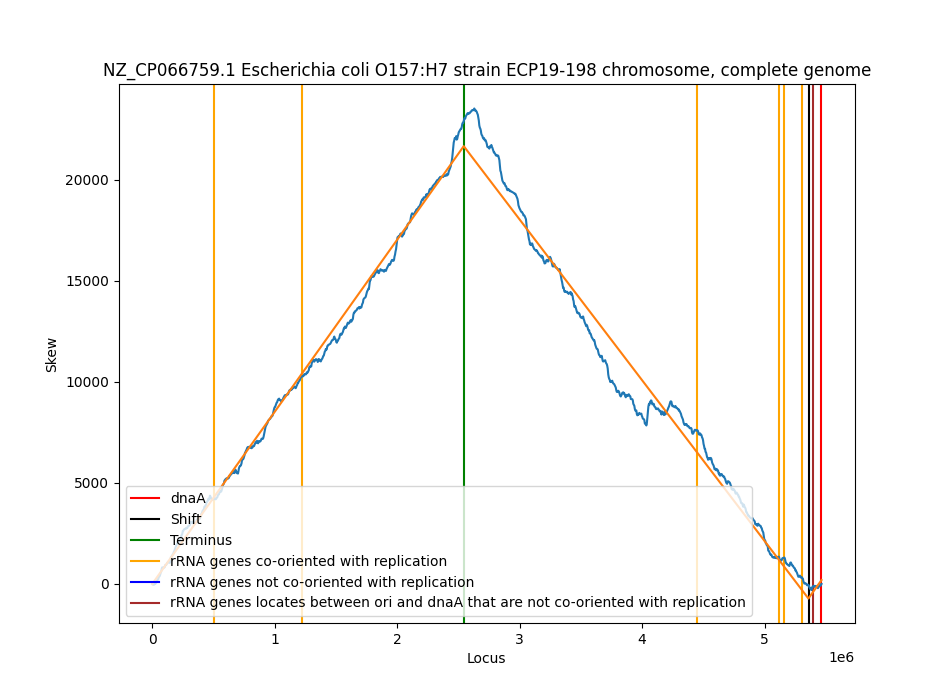 NZ_CP066759.1 Escherichia coli O157:H7 strain ECP19-198 chromosome, complete genome
20000
15000
10000
5000
0
Skew
dnaA
Shift
Terminus
rRNA genes co-oriented with replication
rRNA genes not co-oriented with replication
rRNA genes locates between ori and dnaA that are not co-oriented with replication
0 1 2 3 4 5
1e6
Locus